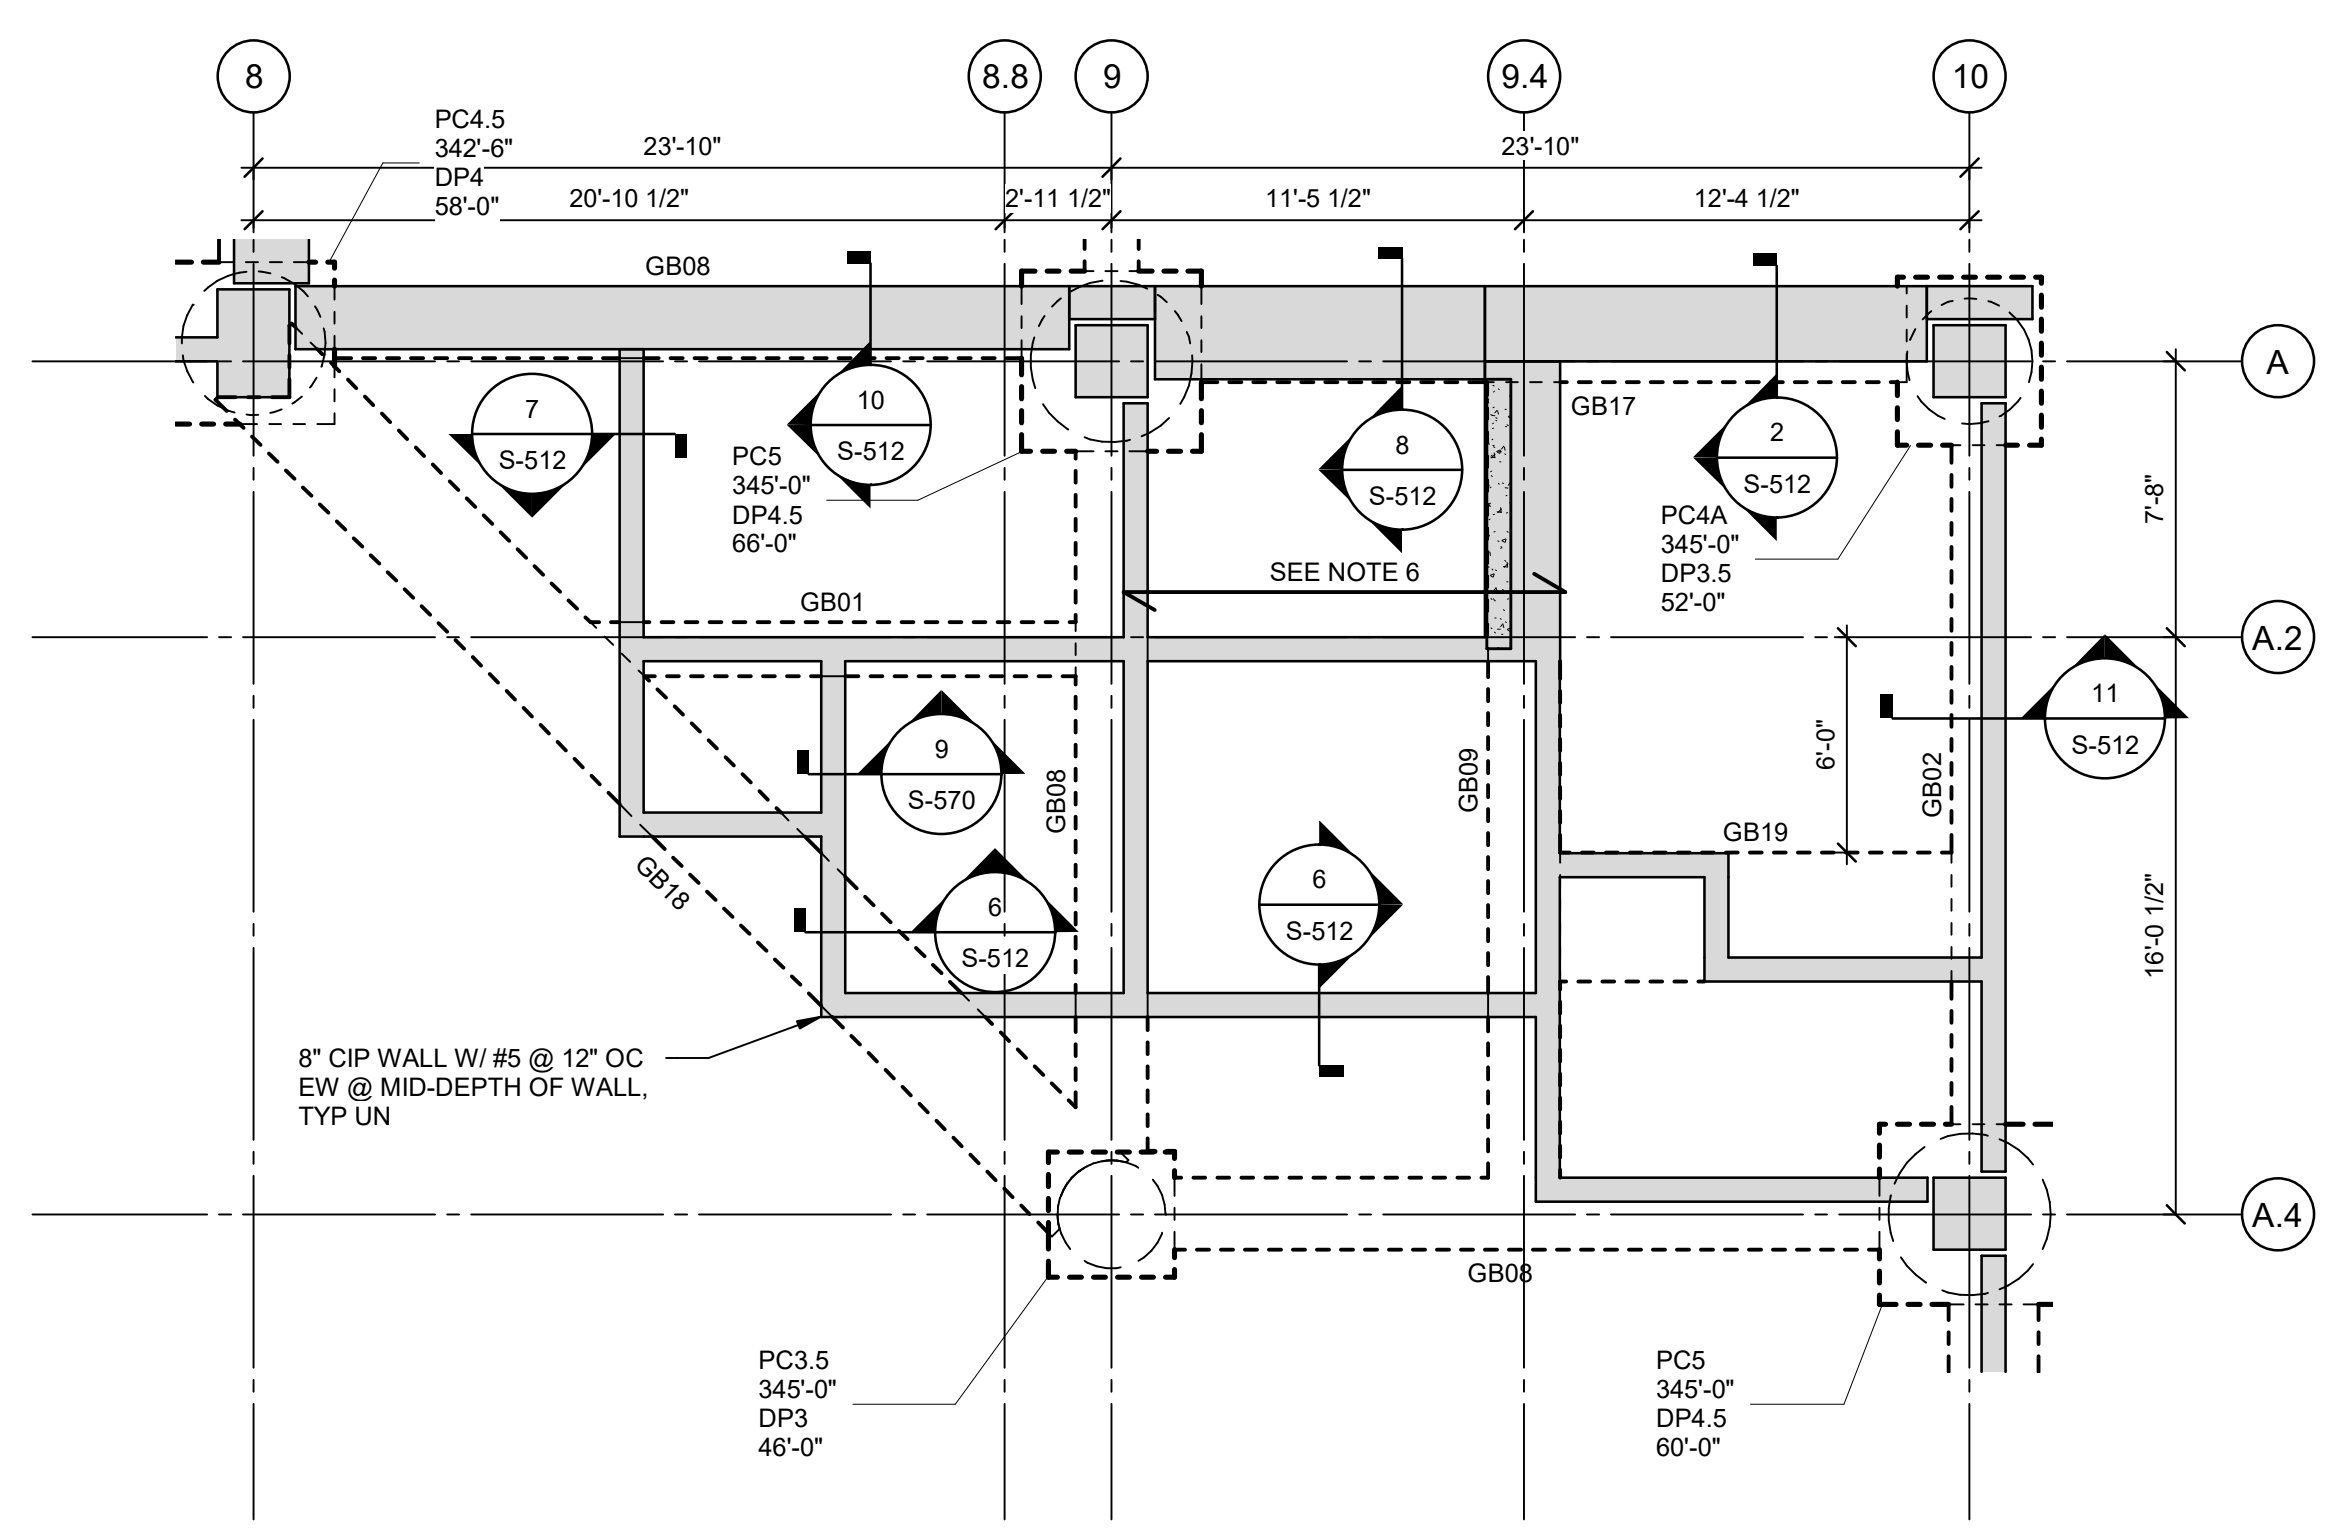 8
8.8
9
9.4
10
PC4.5
342'-6"
DP4
58'-0"
23'-10"
23'-10"
20'-10 1/2"
2'-11 1/2"
11'-5 1/2"
12'-4 1/2"
GB08
A
7
S-512
10
S-512
PC5
345'-0"
DP4.5
66'-0"
8
S-512
GB17
2
S-512
PC4A
345'-0"
DP3.5
52'-0"
7'-8"
SEE NOTE 6
GB01
A.2
9
S-570
GB08
GB09
6'-0"
GB02
11
S-512
GB19
GB18
6
S-512
6
S-512
16'-0 1/2"
8" CIP WALL W/ #5 @ 12" OC
EW @ MID-DEPTH OF WALL,
TYP UN
A.4
GB08
PC3.5
345'-0"
DP3
46'-0"
PC5
345'-0"
DP4.5
60'-0"